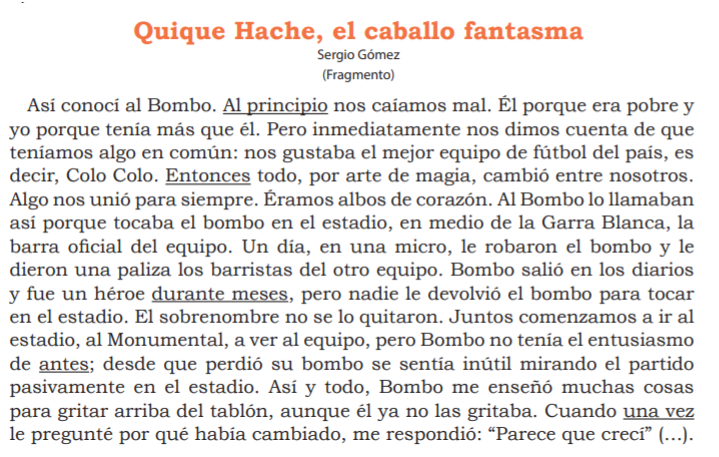 Quique Hache, el caballo fantasma
Sergio Gómez
(Fragmento)
Así conocí al Bombo. Al principio nos caíamos mal. Él porque era pobre y
yo porque tenía más que él. Pero inmediatamente nos dimos cuenta de que
teníamos algo en común: nos gustaba el mejor equipo de fútbol del país, es
decir, Colo Colo. Entonces todo, por arte de magia, cambió entre nosotros.
Algo nos unió para siempre. Éramos albos de corazón. Al Bombo lo llamaban
así porque tocaba el bombo en el estadio, en medio de la Garra Blanca, la
barra oficial del equipo. Un día, en una micro, le robaron el bombo y le
dieron una paliza los barristas del otro equipo. Bombo salió en los diarios
y fue un héroe durante meses, pero nadie le devolvió el bombo para tocar
en el estadio. El sobrenombre no se lo quitaron. Juntos comenzamos a ir al
estadio, al Monumental, a ver al equipo, pero Bombo no tenía el entusiasmo
de antes; desde que perdió su bombo se sentía inútil mirando el partido
pasivamente en el estadio. Así y todo, Bombo me enseñó muchas cosas
para gritar arriba del tablón, aunque él ya no las gritaba. Cuando una vez
le pregunté por qué había cambiado, me respondió: “Parece que crecí” (...).